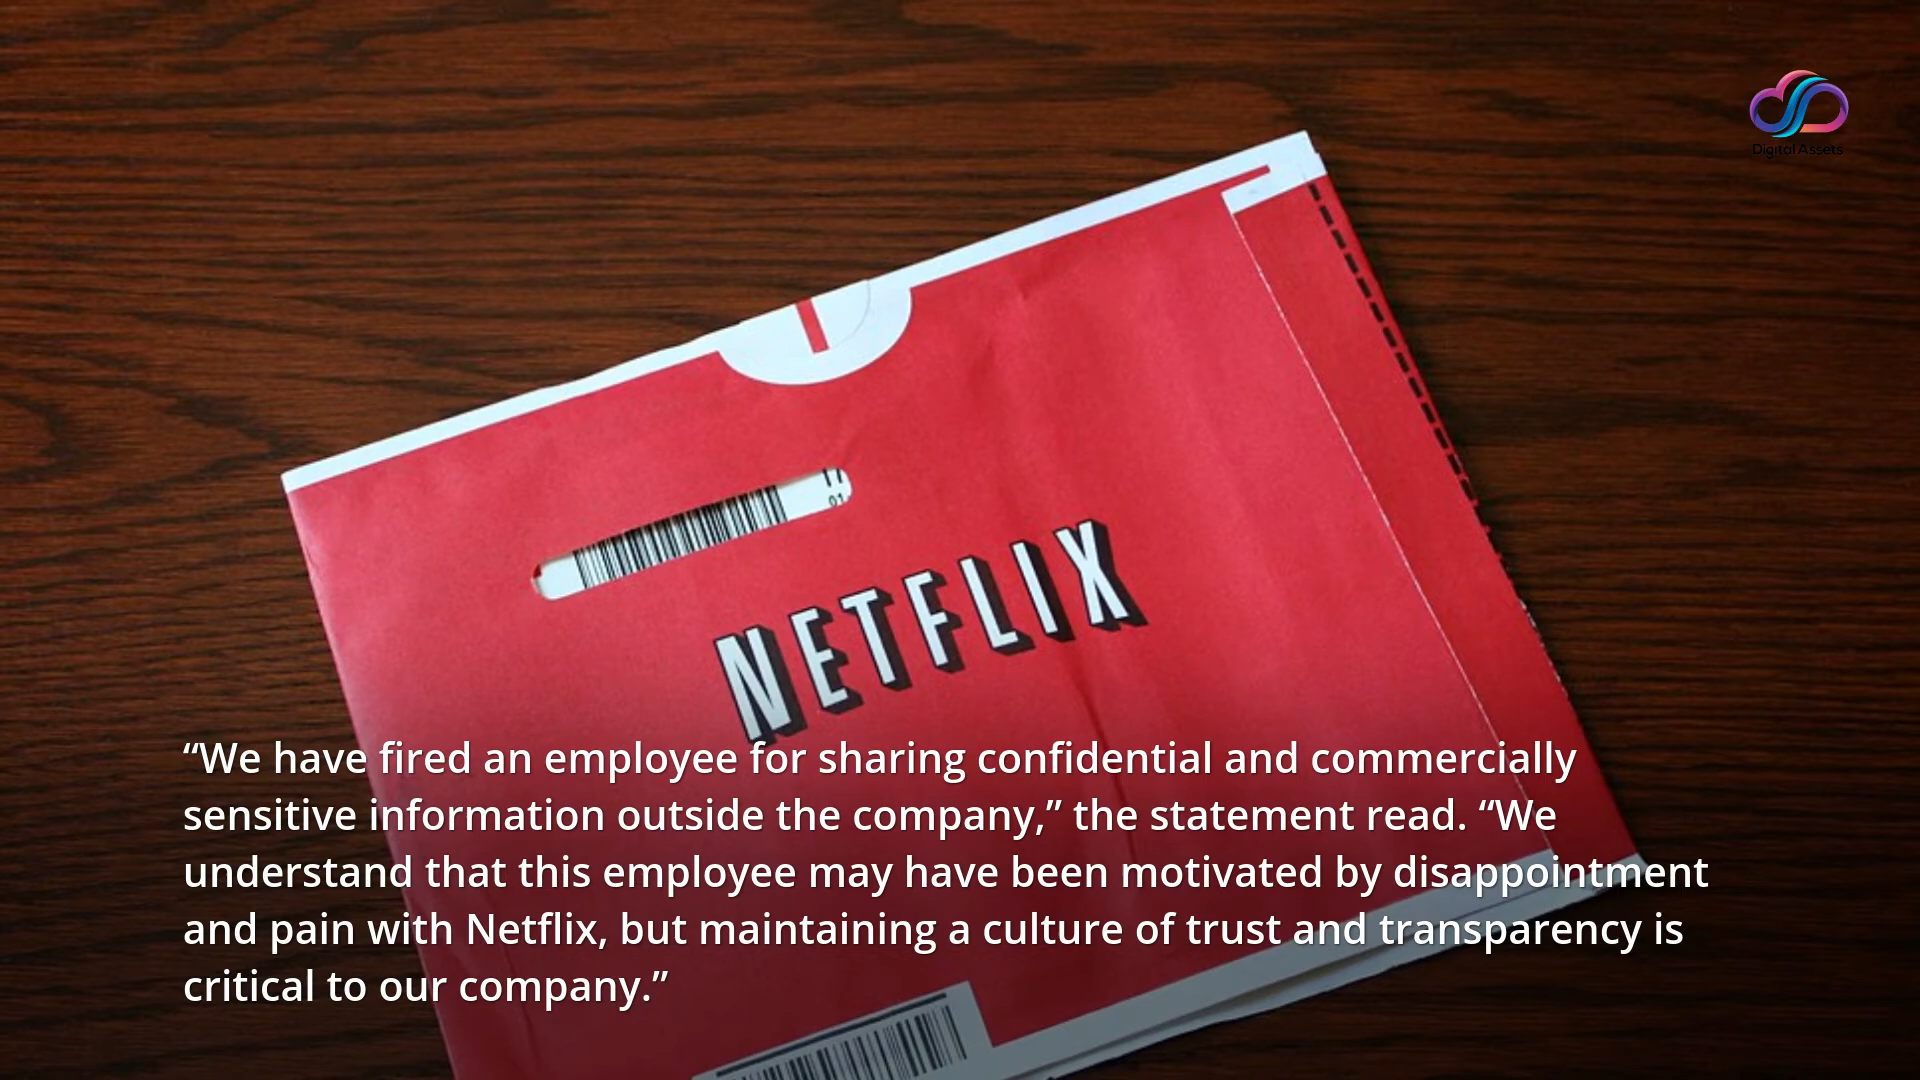 Digital Assets
01
NETFLIX
“We have fired an employee for sharing confidential and commercially
sensitive information outside the company,” the statement read. “We
understand that this employee may have been motivated by disappointment
and pain with Netflix, but maintaining a culture of trust and transparency is
critical to our company.”